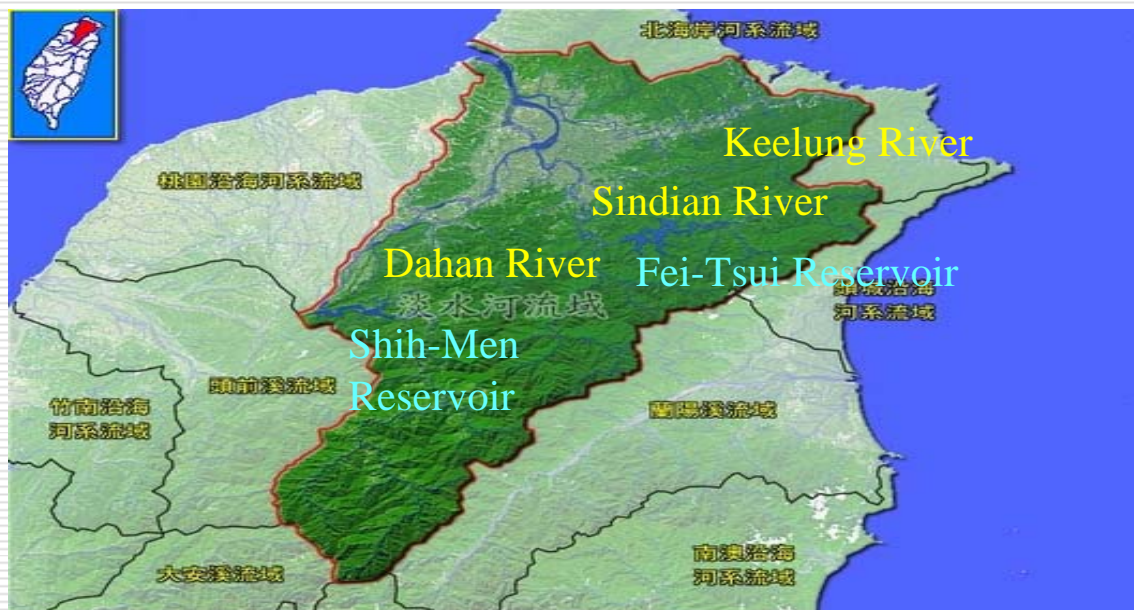 北海岸河系流域
Keelung River
桃園沿海河系流域
Sindian River
Dahan River
Fei-Tsui Reservoir
淡水河流域
頭城沿海
河系流域
Shih-Men
Reservoir
頭前溪流域
竹南沿海
河系流域
蘭陽溪流域
南澳沿海
河系流域
大安溪流域